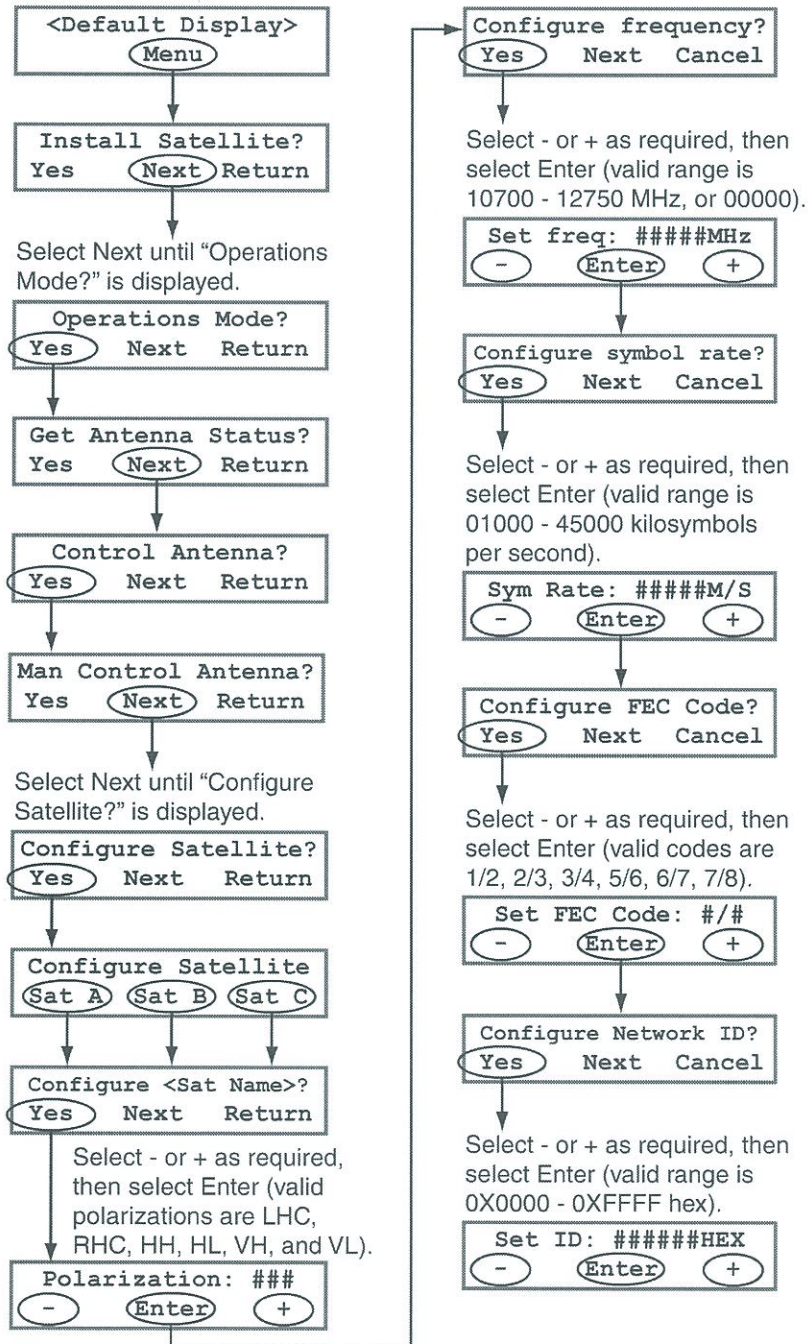 <Default Display>
Menu
Install Satellite?
Yes Next Return
Select Next until “Operations
Mode?” is displayed.
Operations Mode?
Yes Next Return
Get Antenna Status?
Yes Next Return
Control Antenna?
Yes Next Return
Man Control Antenna?
Yes Next Return
Select Next until “Configure
Satellite?” is displayed.
Configure Satellite?
Yes Next Return
Configure Satellite
Sat A Sat B Sat C
Configure <Sat Name>?
Yes Next Return
Select - or + as required,
then select Enter (valid
polarizations are LHC,
RHC, HH, HL, VH, and VL).
Polarization: ###
- Enter +
Configure frequency?
Yes Next Cancel
Select - or + as required, then
select Enter (valid range is
10700 - 12750 MHz, or 00000).
Set freq: #####MHz
- Enter +
Configure symbol rate?
Yes Next Cancel
Select - or + as required, then
select Enter (valid range is
01000 - 45000 kilosymbols
per second).
Sym Rate: #####M/S
- Enter +
Configure FEC Code?
Yes Next Cancel
Select - or + as required, then
select Enter (valid codes are
1/2, 2/3, 3/4, 5/6, 6/7, 7/8).
Set FEC Code: #/#
- Enter +
Configure Network ID?
Yes Next Cancel
Select - or + as required, then
select Enter (valid range is
0X0000 - 0XFFFF hex).
Set ID: ######HEX
- Enter +